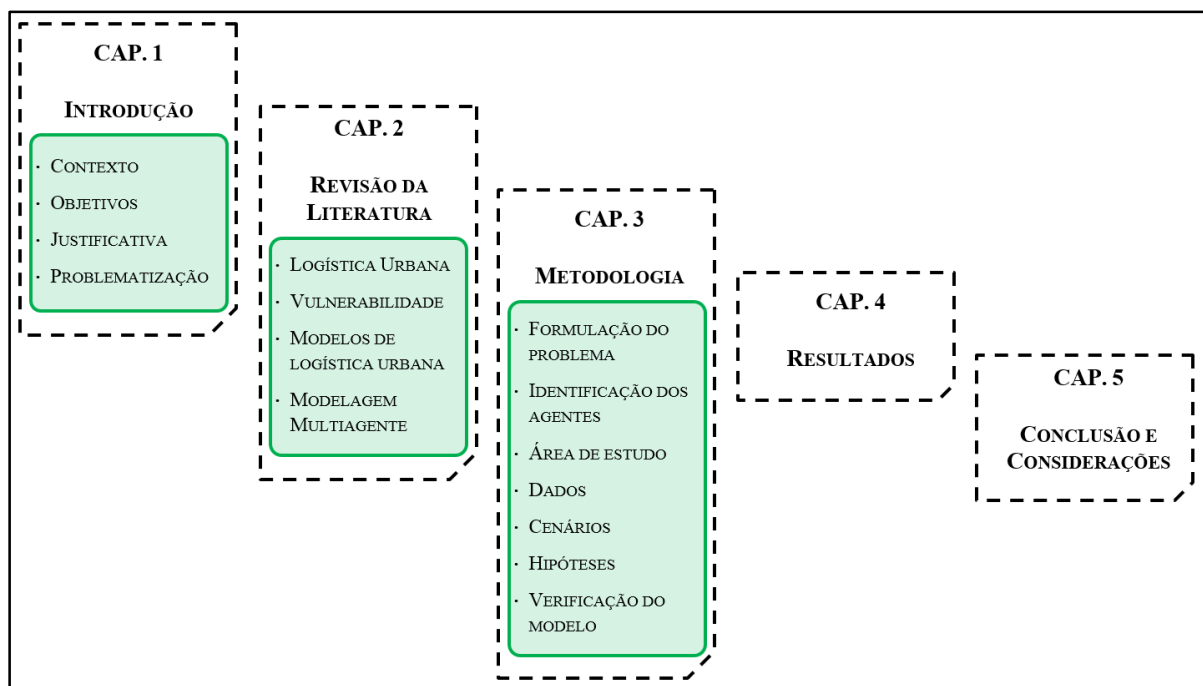 CAP. 1
INTRODUÇÃO
· CONTEXTO
· OBJETIVOS
· JUSTIFICATIVA
· PROBLEMATIZAÇÃO
CAP. 2
REVISÃO DA
LITERATURA
· LOGÍSTICA URBANA
· VULNERABILIDADE
· MODELOS DE
LOGÍSTICA URBANA
· MODELAGEM
MULTIAGENTE
CAP. 3
METODOLOGIA
· FORMULAÇÃO DO
PROBLEMA
· IDENTIFICAÇÃO DOS
AGENTES
· ÁREA DE ESTUDO
· DADOS
· CENÁRIOS
· HIPÓTESES
· VERIFICAÇÃO DO
MODELO
CAP. 4
RESULTADOS
CAP. 5
CONCLUSÃO E
CONSIDERAÇÕES